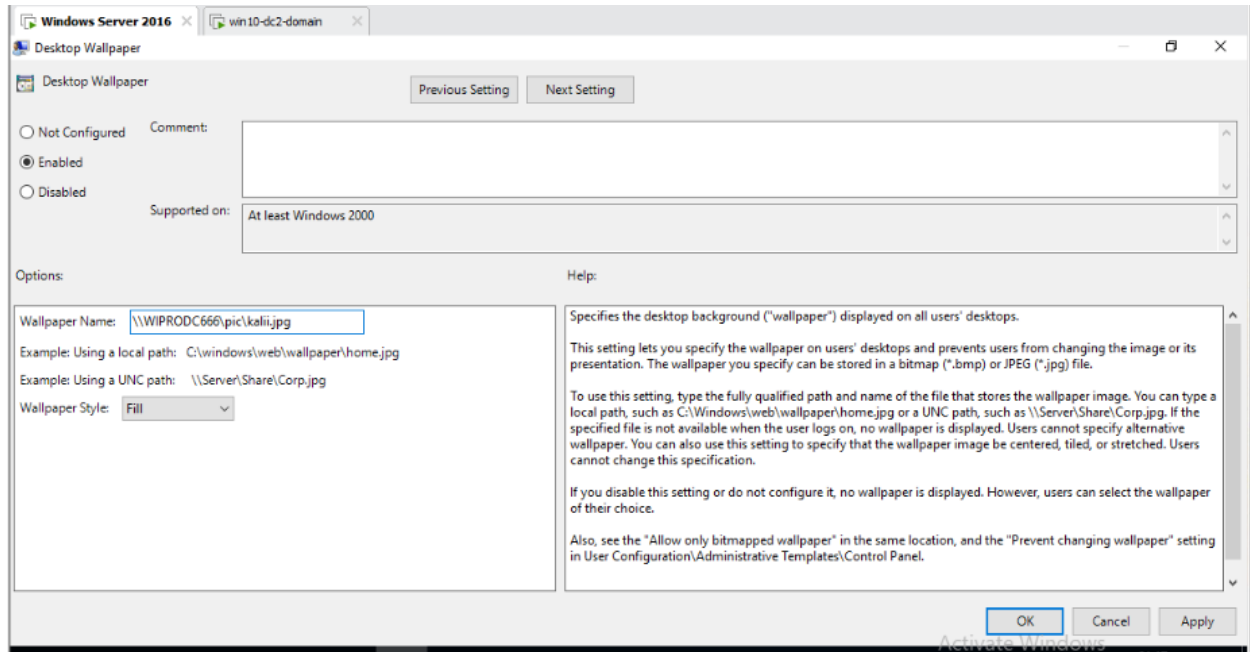 Windows Server 2016
win10-dc2-domain
Desktop Wallpaper
Desktop Wallpaper
Previous Setting
Next Setting
Not Configured
Enabled
Disabled
Comment:
Supported on:
At least Windows 2000
Options:
Help:
Wallpaper Name: \\WIPRODC666\pic\kalii.jpg
Example: Using a local path: C:\windows\web\wallpaper\home.jpg
Example: Using a UNC path: \\Server\Share\Corp.jpg
Wallpaper Style: Fill
Specifies the desktop background ("wallpaper") displayed on all users' desktops.
This setting lets you specify the wallpaper on users' desktops and prevents users from changing the image or its
presentation. The wallpaper you specify can be stored in a bitmap (*.bmp) or JPEG (*.jpg) file.
To use this setting, type the fully qualified path and name of the file that stores the wallpaper image. You can type a
local path, such as C:\Windows\web\wallpaper\home.jpg or a UNC path, such as \\Server\Share\Corp.jpg. If the
specified file is not available when the user logs on, no wallpaper is displayed. Users cannot specify alternative
wallpaper. You can also use this setting to specify that the wallpaper image be centered, tiled, or stretched. Users
cannot change this specification.
If you disable this setting or do not configure it, no wallpaper is displayed. However, users can select the wallpaper
of their choice.
Also, see the "Allow only bitmapped wallpaper" in the same location, and the "Prevent changing wallpaper" setting
in User Configuration\Administrative Templates\Control Panel.
OK
Cancel
Apply
Activate Windows